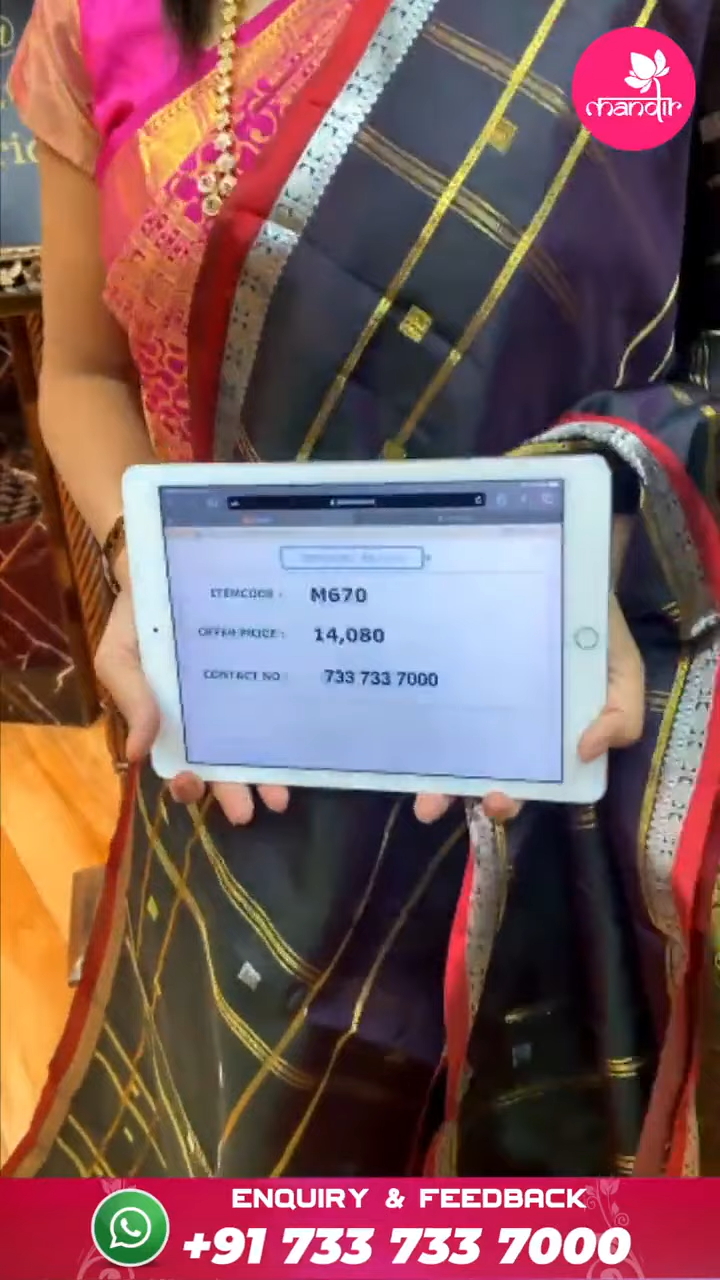 mandir
ITEMCODE : M670
OFFER PRICE : 14,080
CONTACT NO : 733 733 7000
ENQUIRY & FEEDBACK
+91 733 733 7000